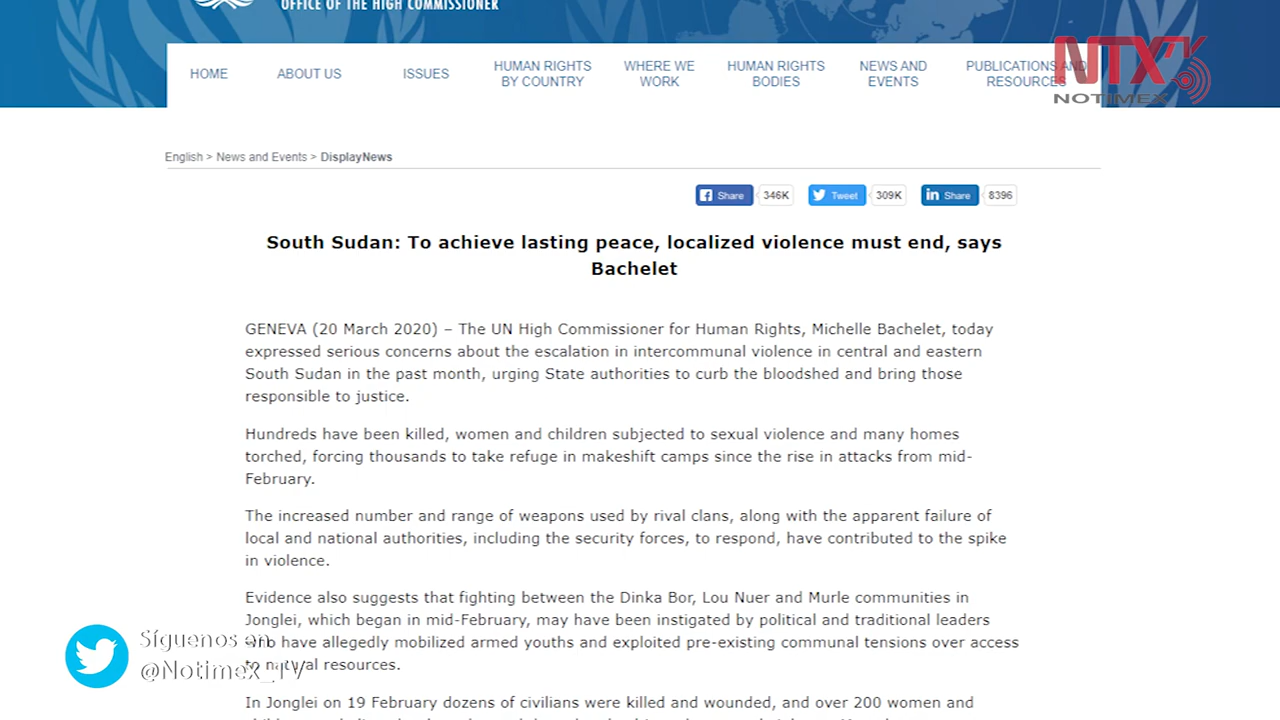 OFFICE OF THE HIGH COMMISSIONER
HOME
ABOUT US
ISSUES
HUMAN RIGHTS
BY COUNTRY
WHERE WE
WORK
HUMAN RIGHTS
BODIES
NEWS AND
EVENTS
PUBLICATIONS AND
RESOURCES
NTXTV
NOTIMEX
English > News and Events > DisplayNews
Share 346K
Tweet 309K
in Share 8396
South Sudan: To achieve lasting peace, localized violence must end, says
Bachelet
GENEVA (20 March 2020) – The UN High Commissioner for Human Rights, Michelle Bachelet, today
expressed serious concerns about the escalation in intercommunal violence in central and eastern
South Sudan in the past month, urging State authorities to curb the bloodshed and bring those
responsible to justice.
Hundreds have been killed, women and children subjected to sexual violence and many homes
torched, forcing thousands to take refuge in makeshift camps since the rise in attacks from mid-
February.
The increased number and range of weapons used by rival clans, along with the apparent failure of
local and national authorities, including the security forces, to respond, have contributed to the spike
in violence.
Evidence also suggests that fighting between the Dinka Bor, Lou Nuer and Murle communities in
Jonglei, which began in mid-February, may have been instigated by political and traditional leaders
who have allegedly mobilized armed youths and exploited pre-existing communal tensions over access
to natural resources.
Síguenos en
@Notimex_TV
In Jonglei on 19 February dozens of civilians were killed and wounded, and over 200 women and